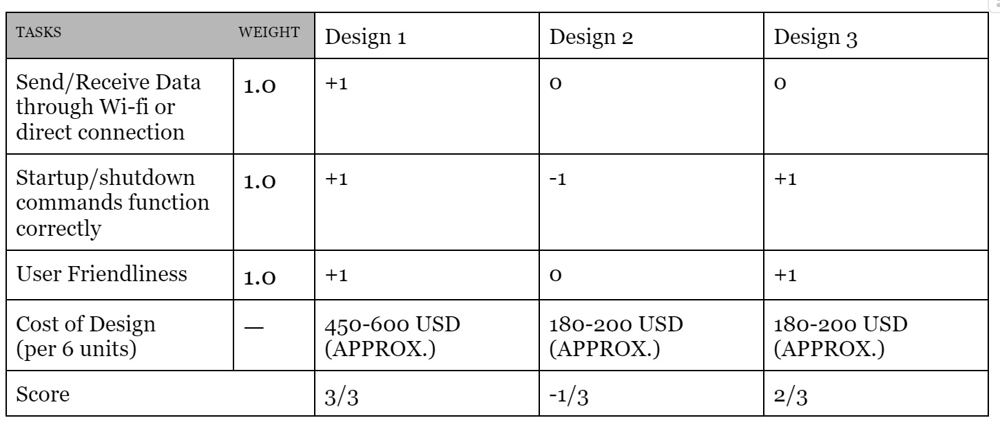 TASKS WEIGHT Design 1 Design 2 Design 3
Send/Receive Data 1.0 +1 0 0
through Wi-fi or
direct connection
Startup/shutdown 1.0 +1 -1 +1
commands function
correctly
User Friendliness 1.0 +1 0 +1
Cost of Design — 450-600 USD 180-200 USD 180-200 USD
(per 6 units) (APPROX.) (APPROX.) (APPROX.)
Score 3/3 -1/3 2/3